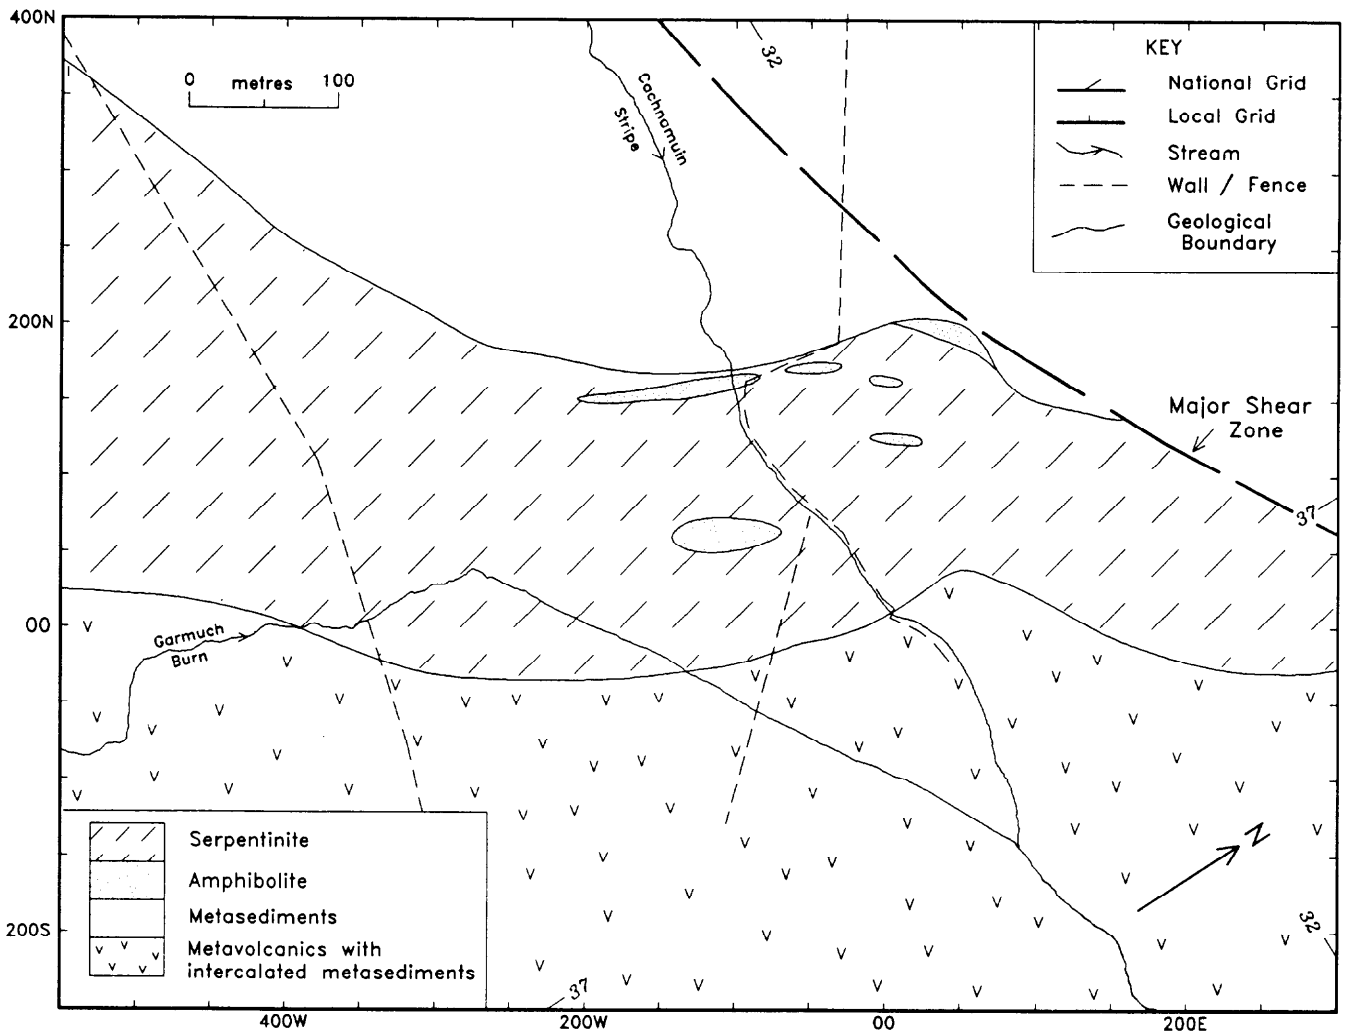 400N
32
KEY
0 metres 100
National Grid
Local Grid
Stream
Wall / Fence
Geological
Boundary
Cachnamuin
Stripe
200N
Major Shear
Zone
37
00
Garmuch
Burn
N
Serpentinite
Amphibolite
Metasediments
Metavolcanics with
intercalated metasediments
200S
32
37
400W
200W
00
200E